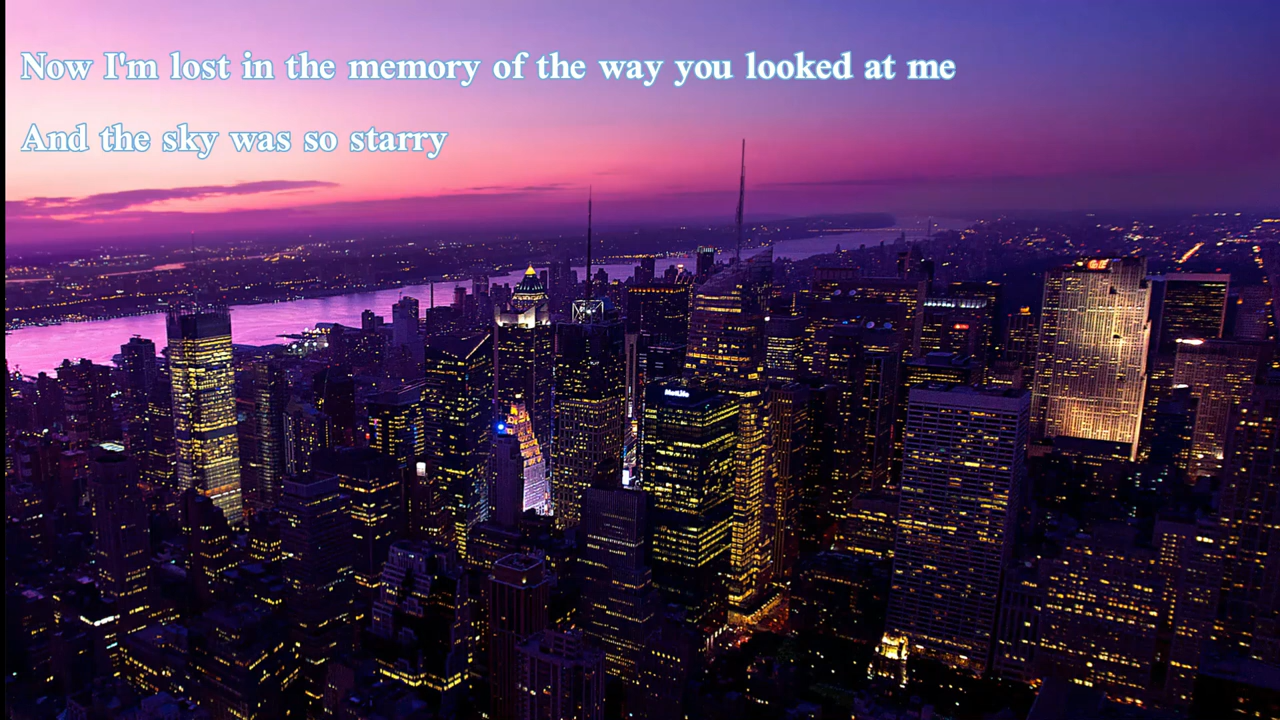 Now I'm lost in the memory of the way you looked at me
And the sky was so starry
MetLife